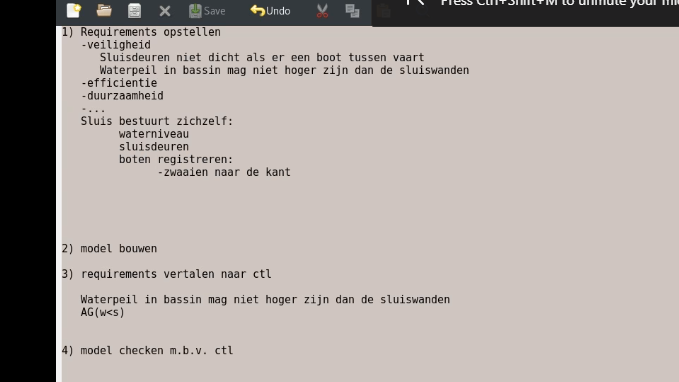 Save Undo
Press Ctrl+Shift+M to unmute your
1) Requirements opstellen
-veiligheid
Sluisdeuren niet dicht als er een boot tussen vaart
Waterpeil in bassin mag niet hoger zijn dan de sluiswanden
-efficientie
-duurzaamheid
-...
Sluis bestuurt zichzelf:
waterniveau
sluisdeuren
boten registreren:
-zwaaien naar de kant
2) model bouwen
3) requirements vertalen naar ctl
Waterpeil in bassin mag niet hoger zijn dan de sluiswanden
AG(w<s)
4) model checken m.b.v. ctl